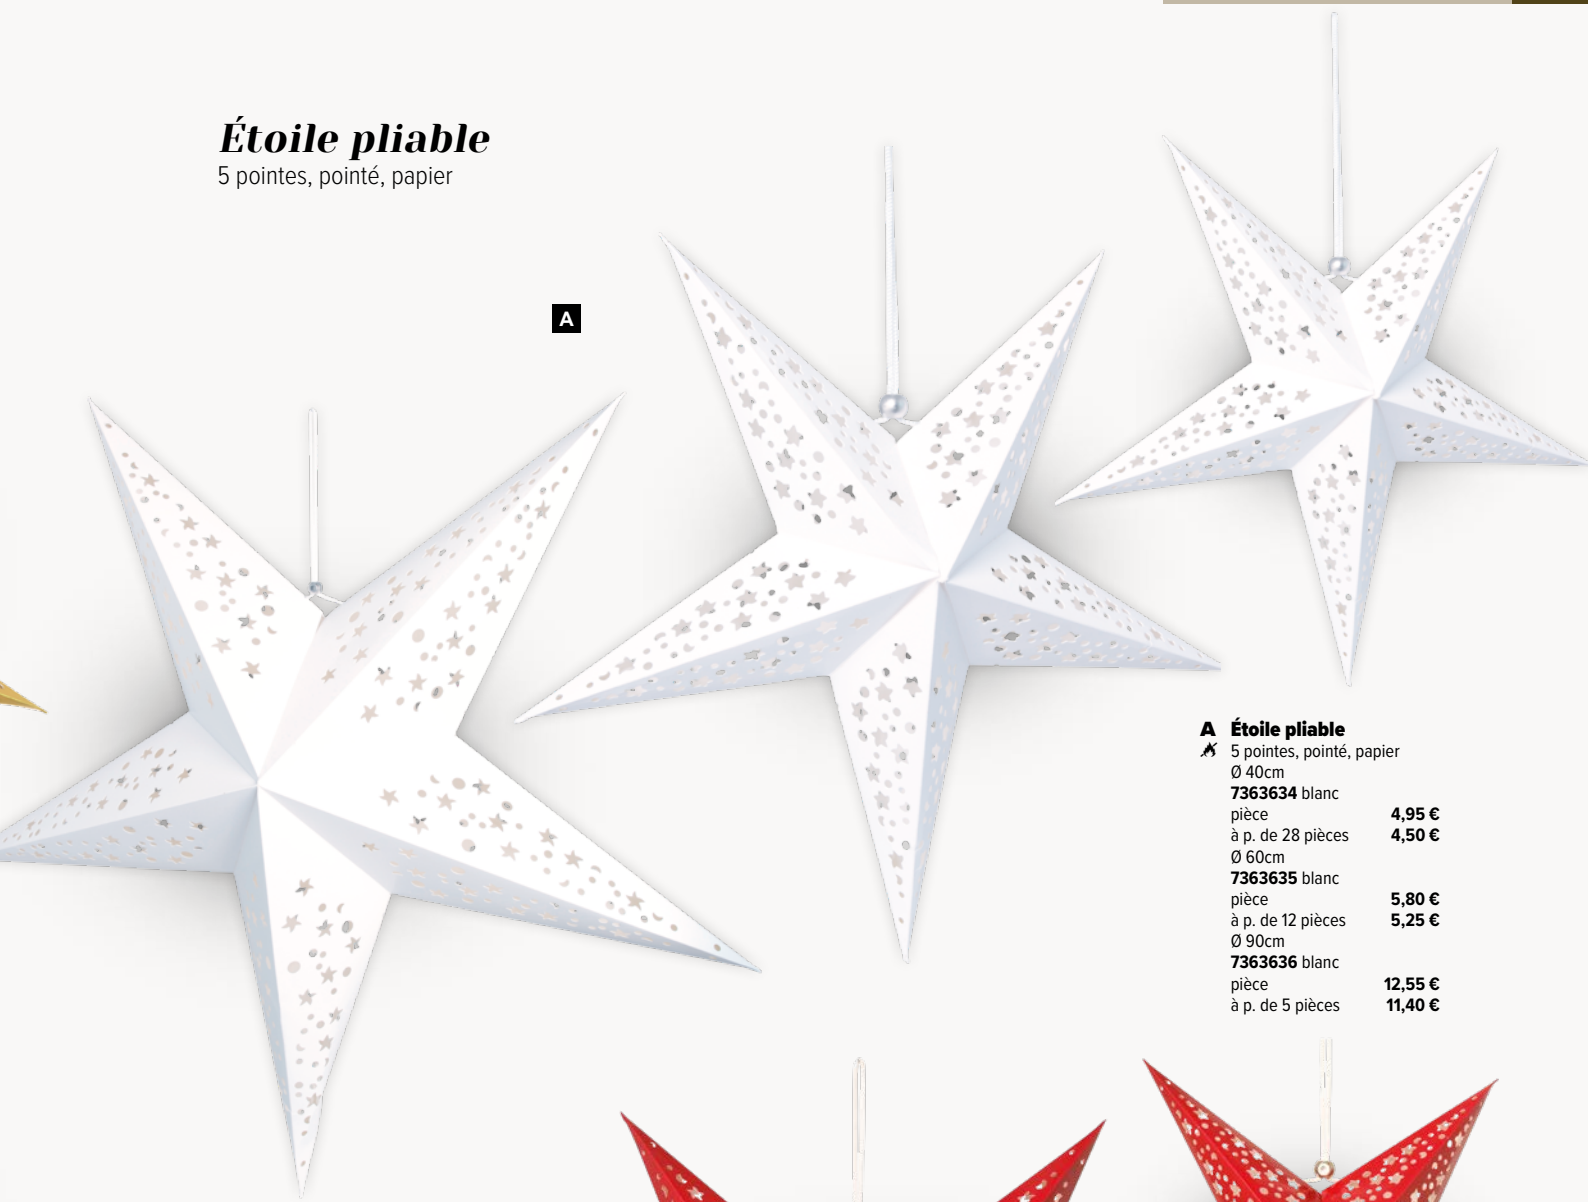 Étoile pliable
5 pointes, pointé, papier
A
A Étoile pliable
5 pointes, pointé, papier
Ø 40cm
7363634 blanc
pièce 4,95 €
à p. de 28 pièces 4,50 €
Ø 60cm
7363635 blanc
pièce 5,80 €
à p. de 12 pièces 5,25 €
Ø 90cm
7363636 blanc
pièce 12,55 €
à p. de 5 pièces 11,40 €